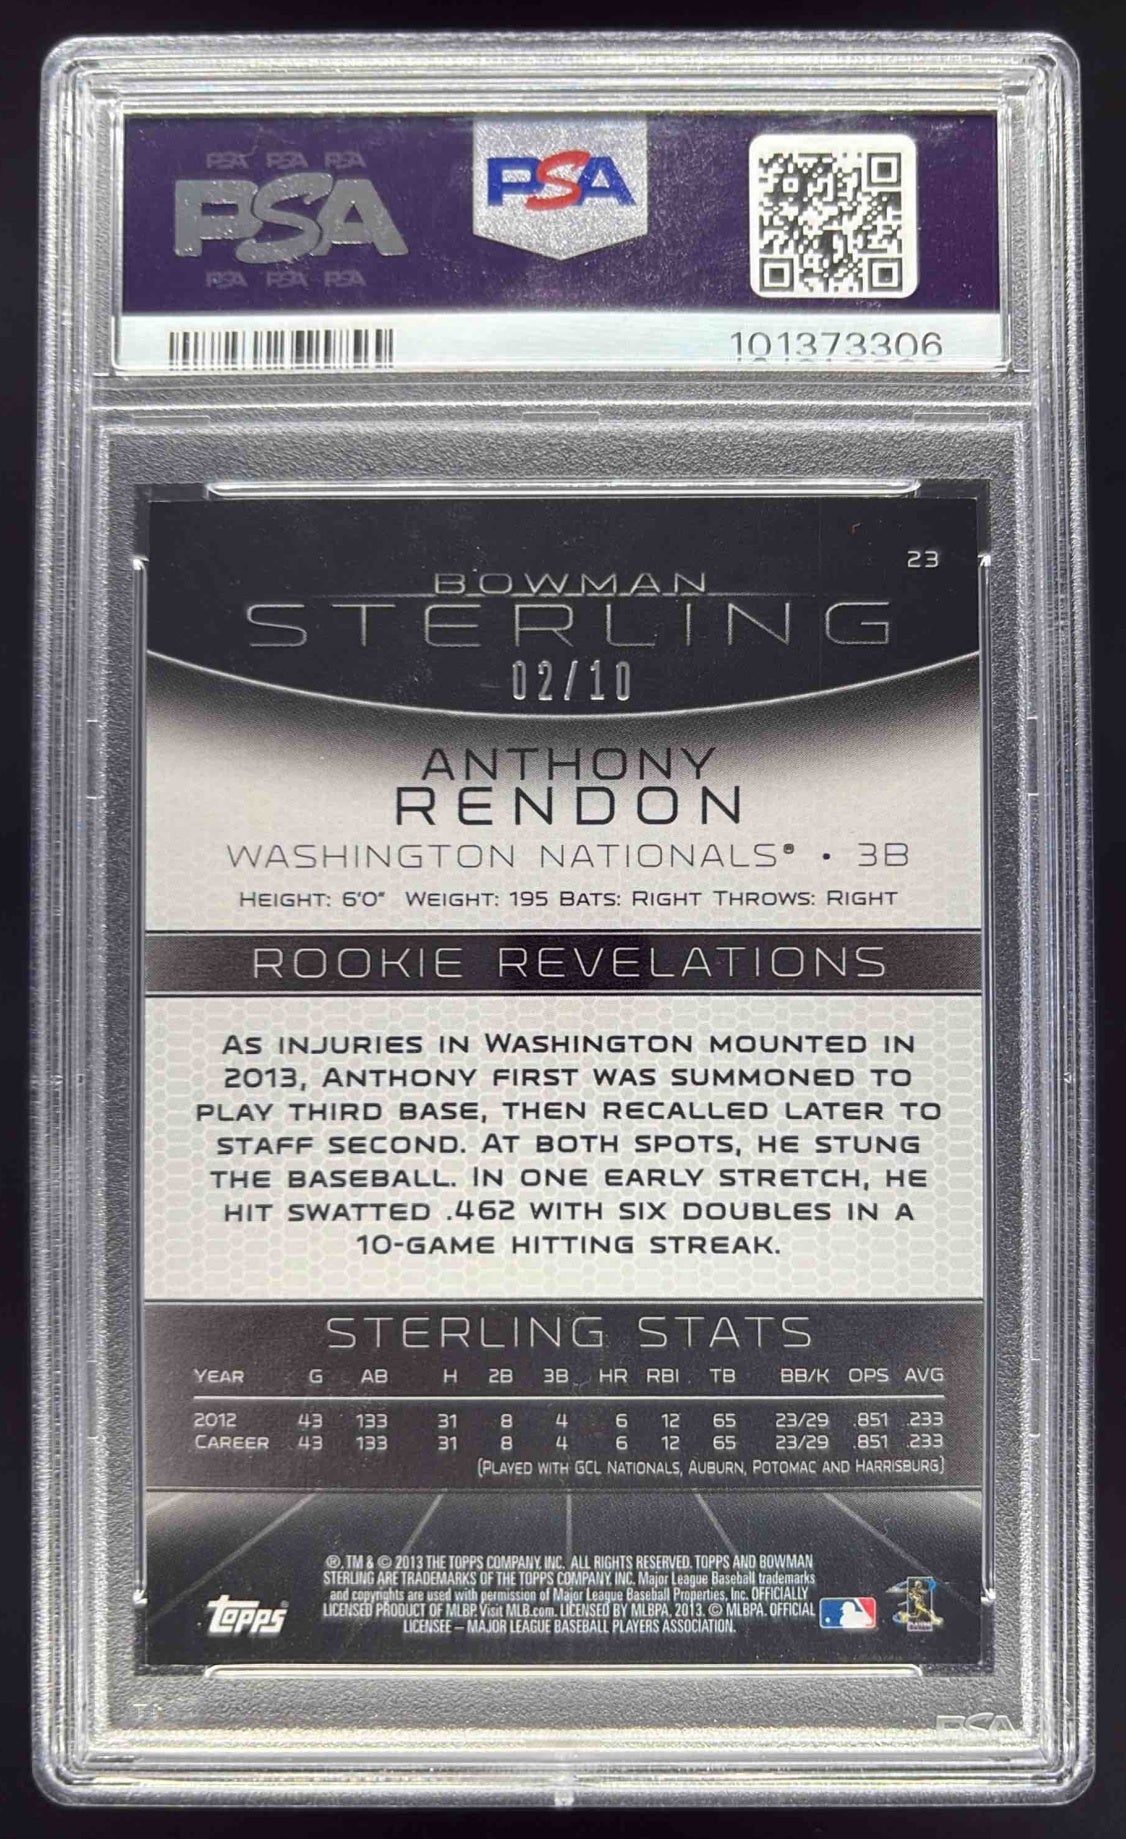 PSA PSA PSA
PSA
PSA PSA PSA
PSA
101373306
23
BOWMAN
STERLING
02/10
ANTHONY
RENDON
WASHINGTON NATIONALS® • 3B
HEIGHT: 6'0" WEIGHT: 195 BATS: RIGHT THROWS: RIGHT
ROOKIE REVELATIONS
AS INJURIES IN WASHINGTON MOUNTED IN
2013, ANTHONY FIRST WAS SUMMONED TO
PLAY THIRD BASE, THEN RECALLED LATER TO
STAFF SECOND. AT BOTH SPOTS, HE STUNG
THE BASEBALL. IN ONE EARLY STRETCH, HE
HIT SWATTED .462 WITH SIX DOUBLES IN A
10-GAME HITTING STREAK.
STERLING STATS
YEAR G AB H 2B 3B HR RBI TB BB/K OPS AVG
2012 43 133 31 8 4 6 12 65 23/29 .851 .233
CAREER 43 133 31 8 4 6 12 65 23/29 .851 .233
(PLAYED WITH GCL NATIONALS, AUBURN, POTOMAC AND HARRISBURG)
®, TM & © 2013 THE TOPPS COMPANY, INC. ALL RIGHTS RESERVED. TOPPS AND BOWMAN
STERLING ARE TRADEMARKS OF THE TOPPS COMPANY, INC. Major League Baseball trademarks
and copyrights are used with permission of Major League Baseball Properties, Inc. OFFICIALLY
LICENSED PRODUCT OF MLBP. Visit MLB.com. LICENSED BY MLBPA, 2013. © MLBPA. OFFICIAL
LICENSEE – MAJOR LEAGUE BASEBALL PLAYERS ASSOCIATION.
topps
PSA